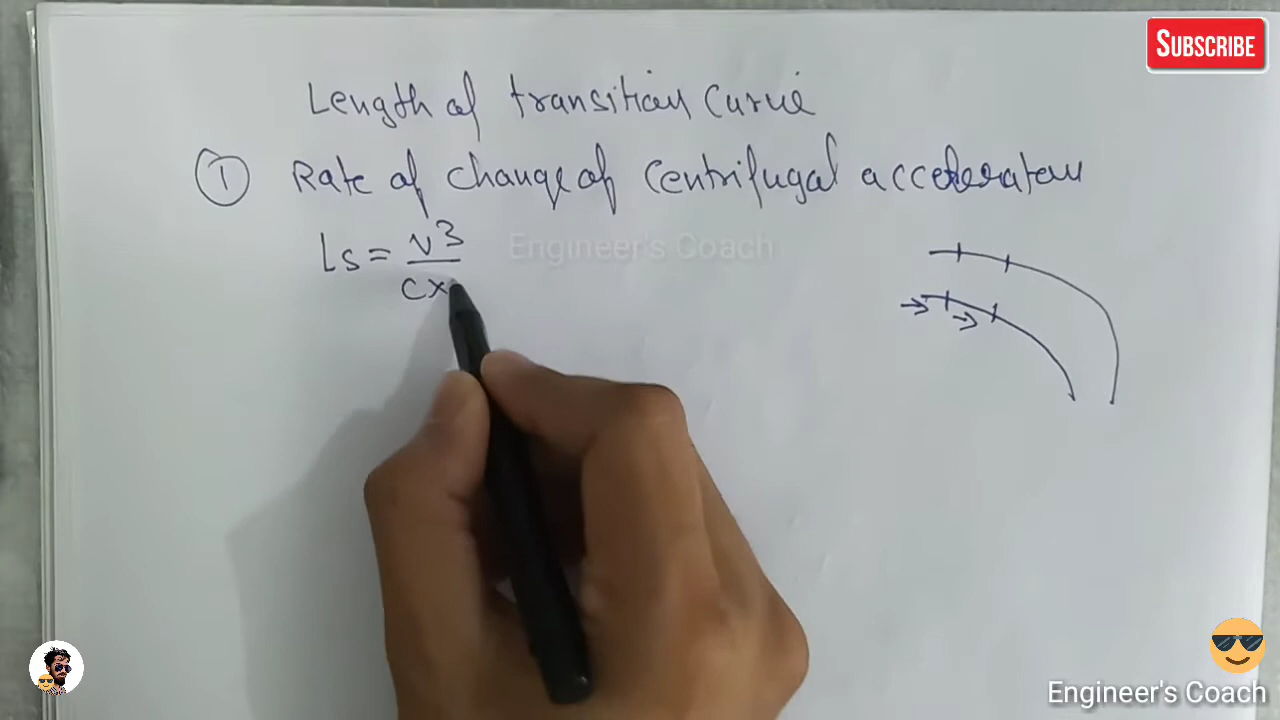 SUBSCRIBE
Length of transition curve
① Rate of change of centrifugal acceleration
Engineer's Coach
Ls = v3
cx
Engineer's Coach